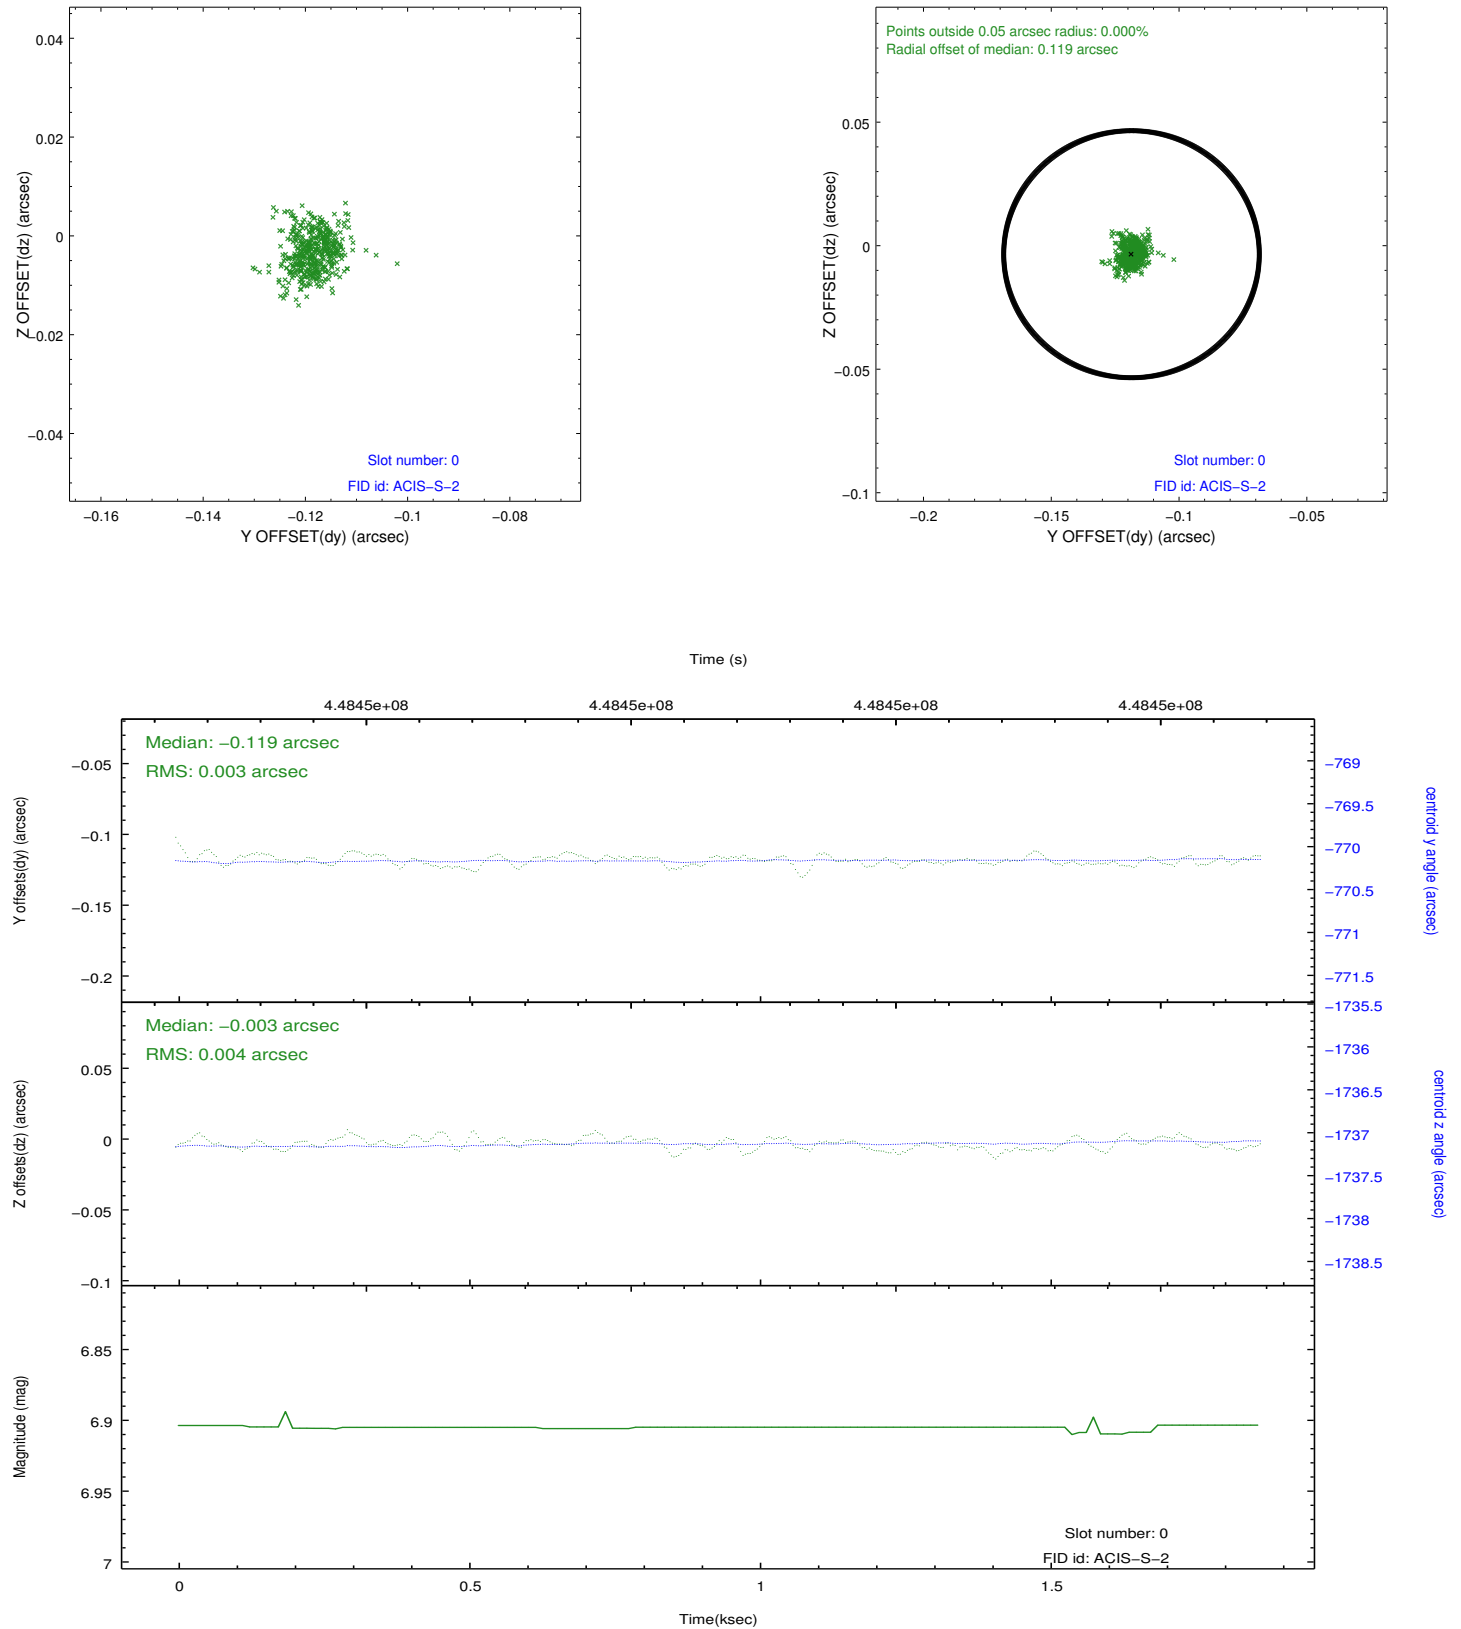 0.04
0.02
0
−0.02
−0.04
Z OFFSET(dz) (arcsec)
Slot number: 0
FID id: ACIS−S−2
−0.16 −0.14 −0.12 −0.1 −0.08
Y OFFSET(dy) (arcsec)
Points outside 0.05 arcsec radius: 0.000%
Radial offset of median: 0.119 arcsec
0.05
0
−0.05
−0.1
Z OFFSET(dz) (arcsec)
Slot number: 0
FID id: ACIS−S−2
−0.2 −0.15 −0.1 −0.05
Y OFFSET(dy) (arcsec)
Time (s)
4.4845e+08 4.4845e+08 4.4845e+08 4.4845e+08
Median: −0.119 arcsec
RMS: 0.003 arcsec
−0.05
−0.1
−0.15
−0.2
Y offsets(dy) (arcsec)
−769
−769.5
−770
−770.5
−771
−771.5
centroid y angle (arcsec)
Median: −0.003 arcsec
RMS: 0.004 arcsec
0.05
0
−0.05
−0.1
Z offsets(dz) (arcsec)
−1735.5
−1736
−1736.5
−1737
−1737.5
−1738
−1738.5
centroid z angle (arcsec)
6.85
6.9
6.95
7
Magnitude (mag)
Slot number: 0
FID id: ACIS−S−2
0 0.5 1 1.5
Time(ksec)